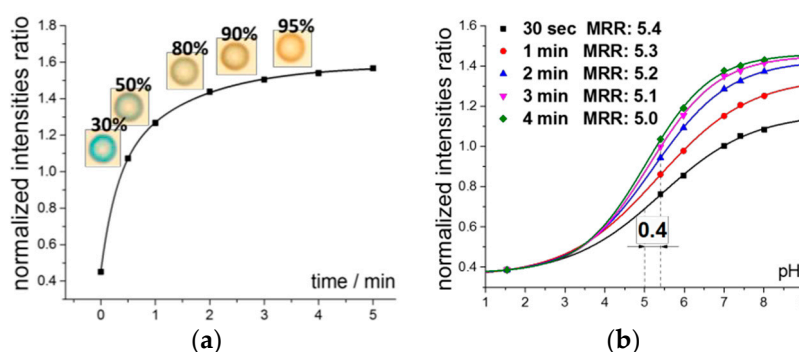 normalized intensities ratio
1.6
1.4
1.2
1.0
0.8
0.6
0.4
30%
50%
80%
90%
95%
time / min
0 1 2 3 4 5
(a)
normalized intensities ratio
1.6
1.4
1.2
1.0
0.8
0.6
0.4
30 sec MRR: 5.4
1 min MRR: 5.3
2 min MRR: 5.2
3 min MRR: 5.1
4 min MRR: 5.0
0.4
pH
1 2 3 4 5 6 7 8
(b)